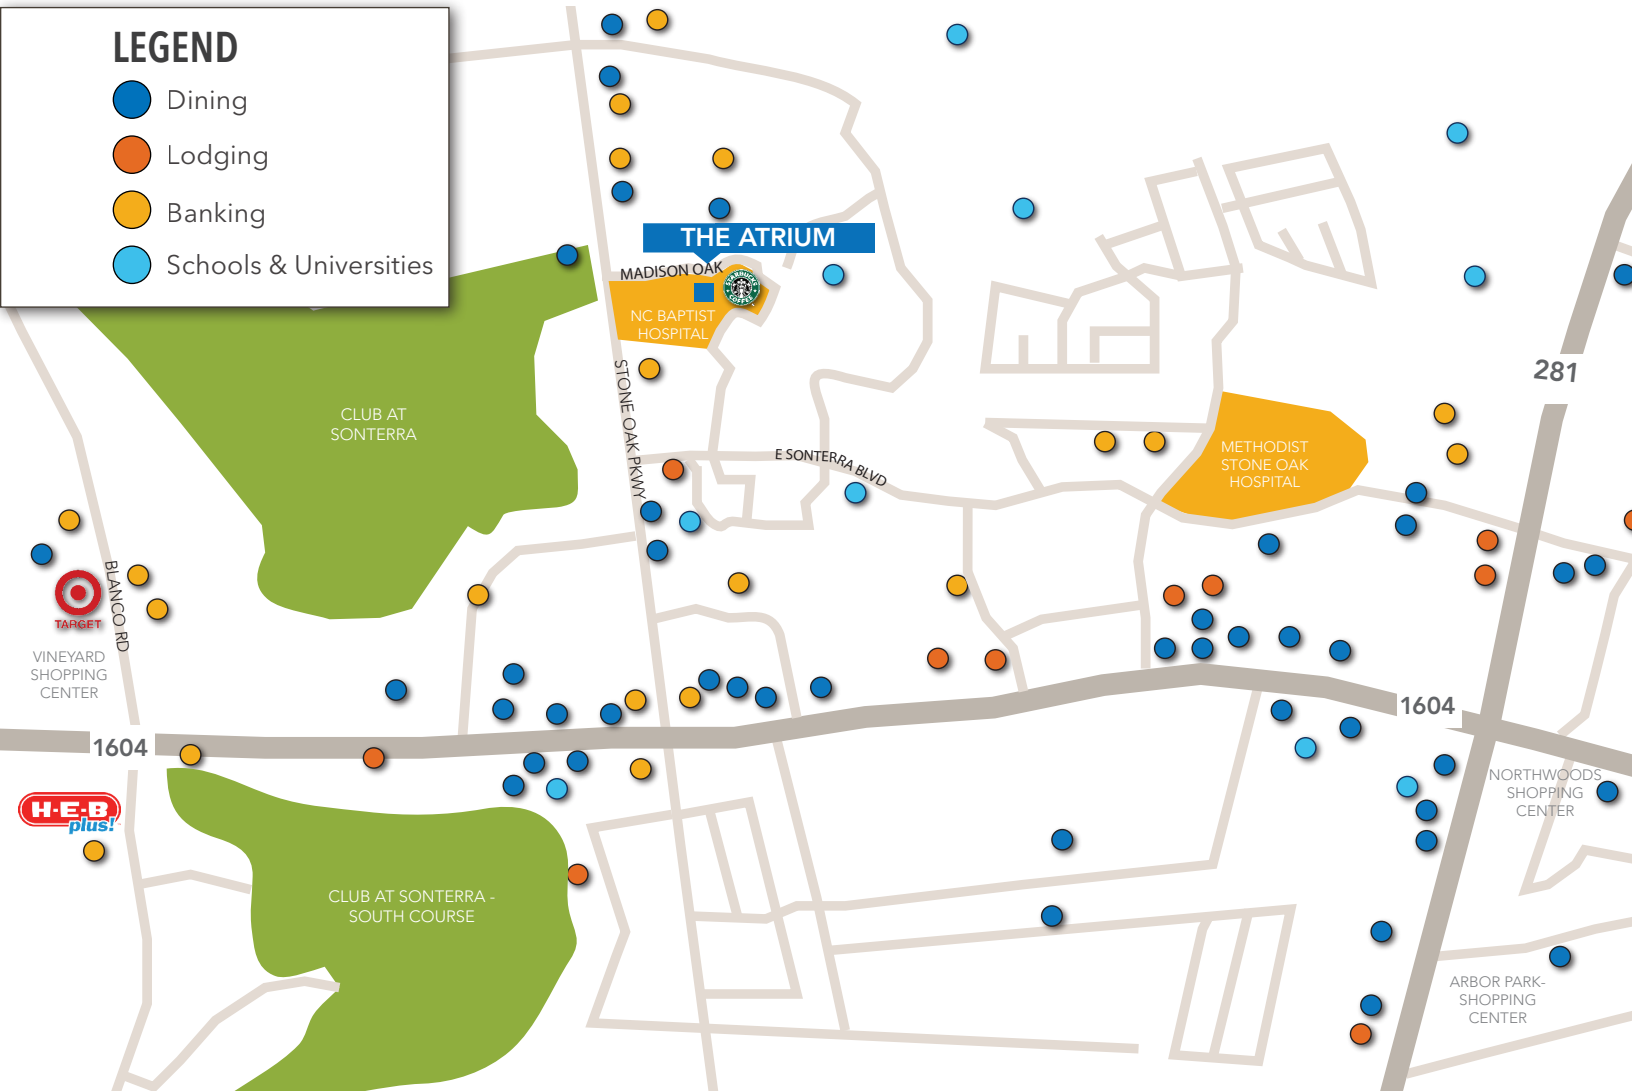 LEGEND
Dining
Lodging
Banking
Schools & Universities
THE ATRIUM
MADISON OAK
STARBUCKS
COFFEE
NC BAPTIST
HOSPITAL
STONE OAK PKWY
281
CLUB AT
SONTERRA
E SONTERRA BLVD
METHODIST
STONE OAK
HOSPITAL
BLANCO RD
TARGET
VINEYARD
SHOPPING
CENTER
1604
1604
H-E-B
plus!
NORTHWOODS
SHOPPING
CENTER
CLUB AT SONTERRA -
SOUTH COURSE
ARBOR PARK-
SHOPPING
CENTER